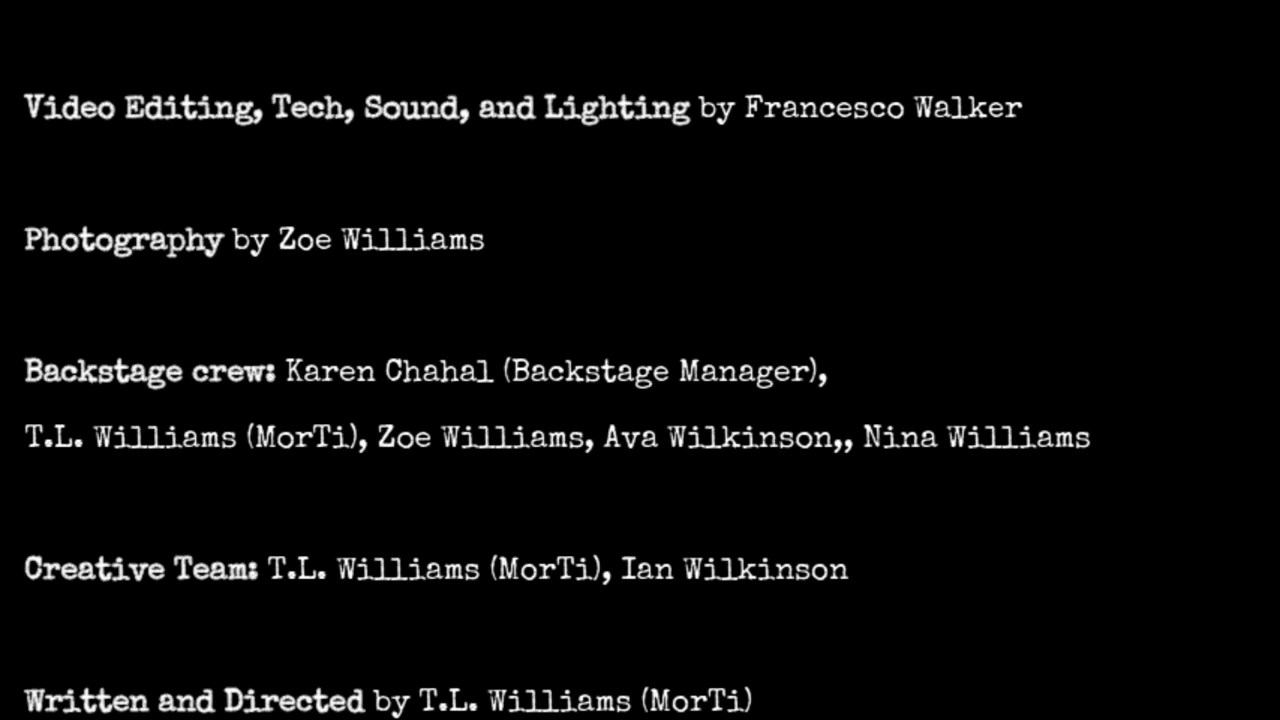 Video Editing, Tech, Sound, and Lighting by Francesco Walker
Photography by Zoe Williams
Backstage crew: Karen Chahal (Backstage Manager),
T.L. Williams (MorTi), Zoe Williams, Ava Wilkinson,, Nina Williams
Creative Team: T.L. Williams (MorTi), Ian Wilkinson
Written and Directed by T.L. Williams (MorTi)